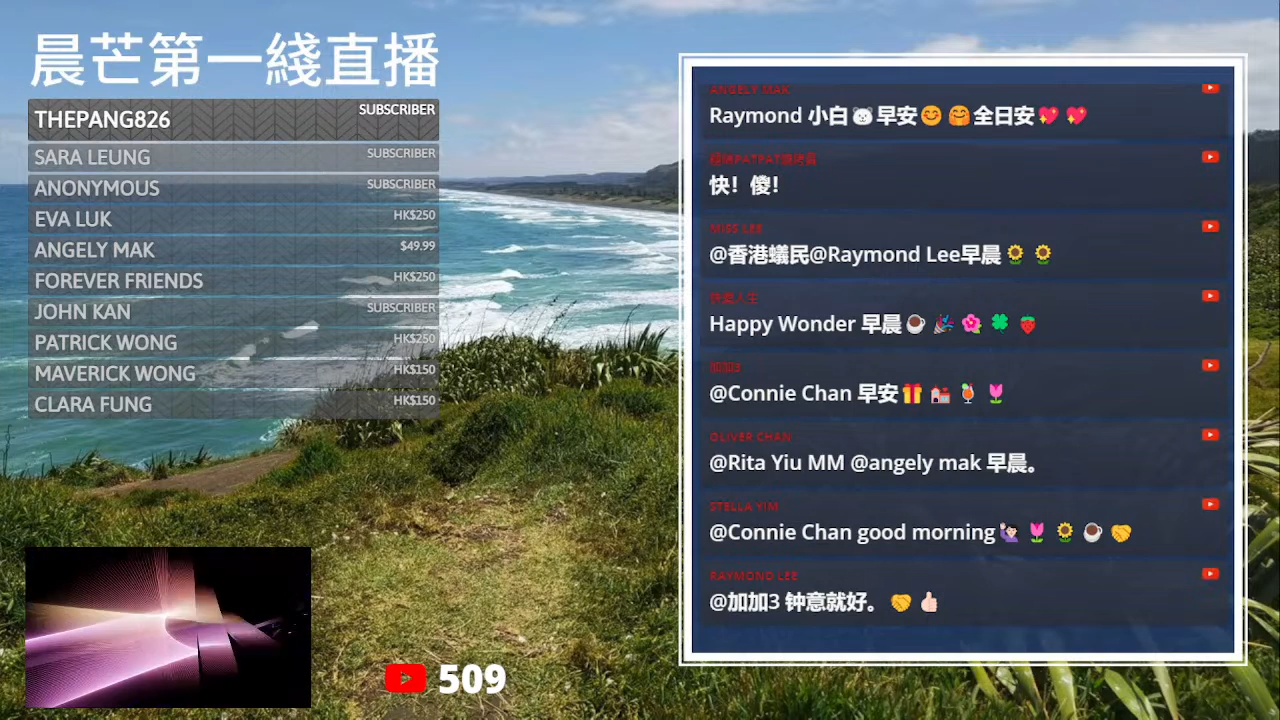 晨芒第一綫直播
THEPANG826 SUBSCRIBER
SARA LEUNG SUBSCRIBER
ANONYMOUS SUBSCRIBER
EVA LUK HK$250
ANGELY MAK $49.99
FOREVER FRIENDS HK$250
JOHN KAN SUBSCRIBER
PATRICK WONG HK$250
MAVERICK WONG HK$150
CLARA FUNG HK$150
509
ANGELY MAK
Raymond 小白🐻‍❄️早安😊🤗全日安💖💖
快！傻！
MISS LEE
@香港蟻民@Raymond Lee早晨🌻🌻
Happy Wonder 早晨☕🎉🌺🍀🍓
加加3
@Connie Chan 早安🎁🏩🍹🌷
OLIVER CHAN
@Rita Yiu MM @angely mak 早晨。
STELLA YIM
@Connie Chan good morning🙋🏻‍♀️🌷🌻☕🤝
RAYMOND LEE
@加加3 钟意就好。🤝👍🏻